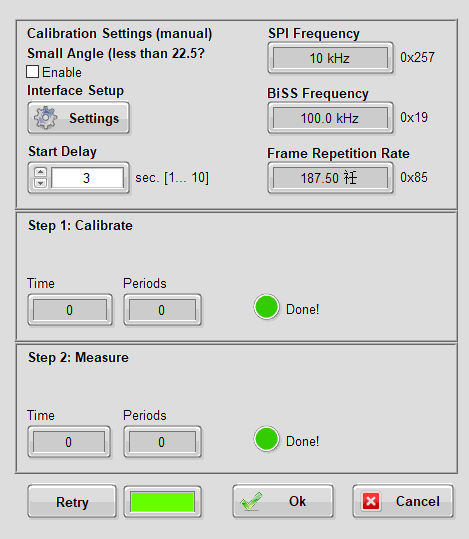 Calibration Settings (manual)
Small Angle (less than 22.5?
Enable
Interface Setup
Settings
Start Delay
3 sec. [1... 10]
SPI Frequency
10 kHz 0x257
BiSS Frequency
100.0 kHz 0x19
Frame Repetition Rate
187.50 祍 0x85
Step 1: Calibrate
Time Periods
0 0 Done!
Step 2: Measure
Time Periods
0 0 Done!
Retry Ok Cancel